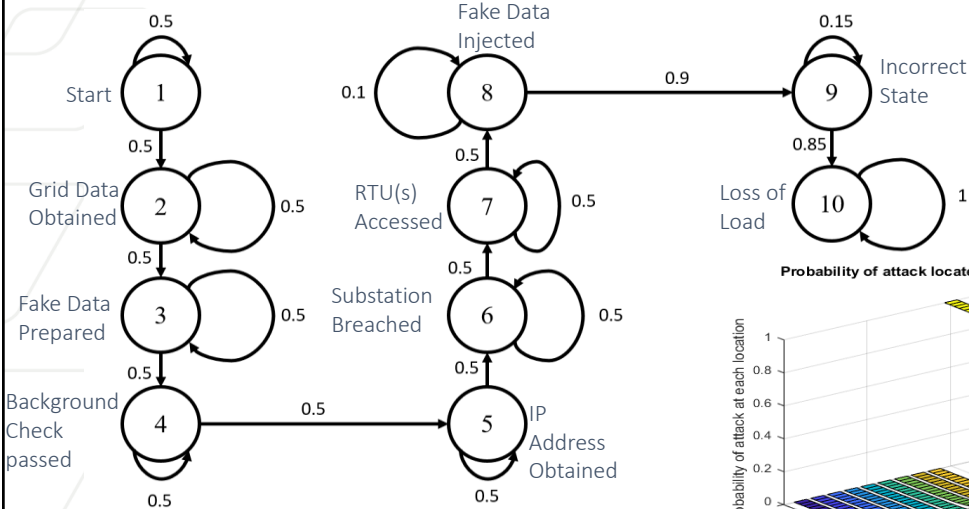 0.5
1
Start
0.5
Grid Data
Obtained
2
0.5
0.5
Fake Data
Prepared
3
0.5
0.5
Background
Check
passed
4
0.5
0.5
Fake Data
Injected
0.1
8
0.9
0.5
RTU(s)
Accessed
7
0.5
0.5
Substation
Breached
6
0.5
0.5
5
IP
Address
Obtained
0.5
0.15
9
Incorrect
State
0.85
Loss of
Load
10
1
Probability of attack
attack at each location
1
0.8
0.6
0.4
0.2
0